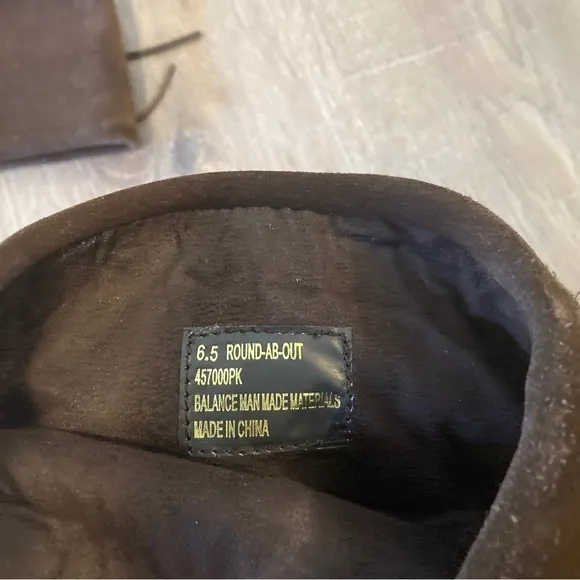 6.5 ROUND-AB-OUT
457000PK
BALANCE MAN MADE MATERIALS
MADE IN CHINA